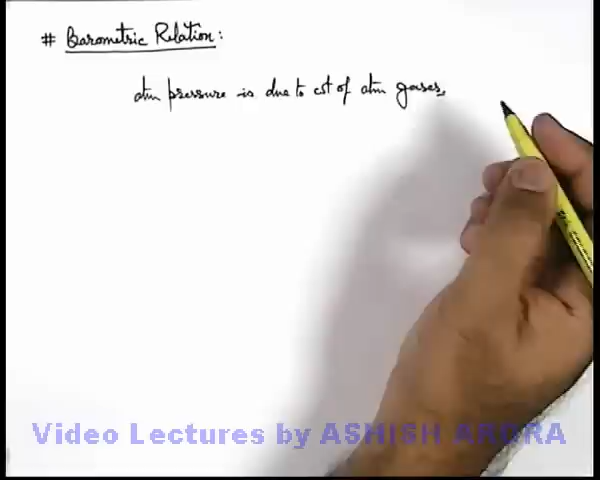 # Barometric Relation:
atm pressure is due to wt of atm gases,
Video Lectures by ASHISH ARORA